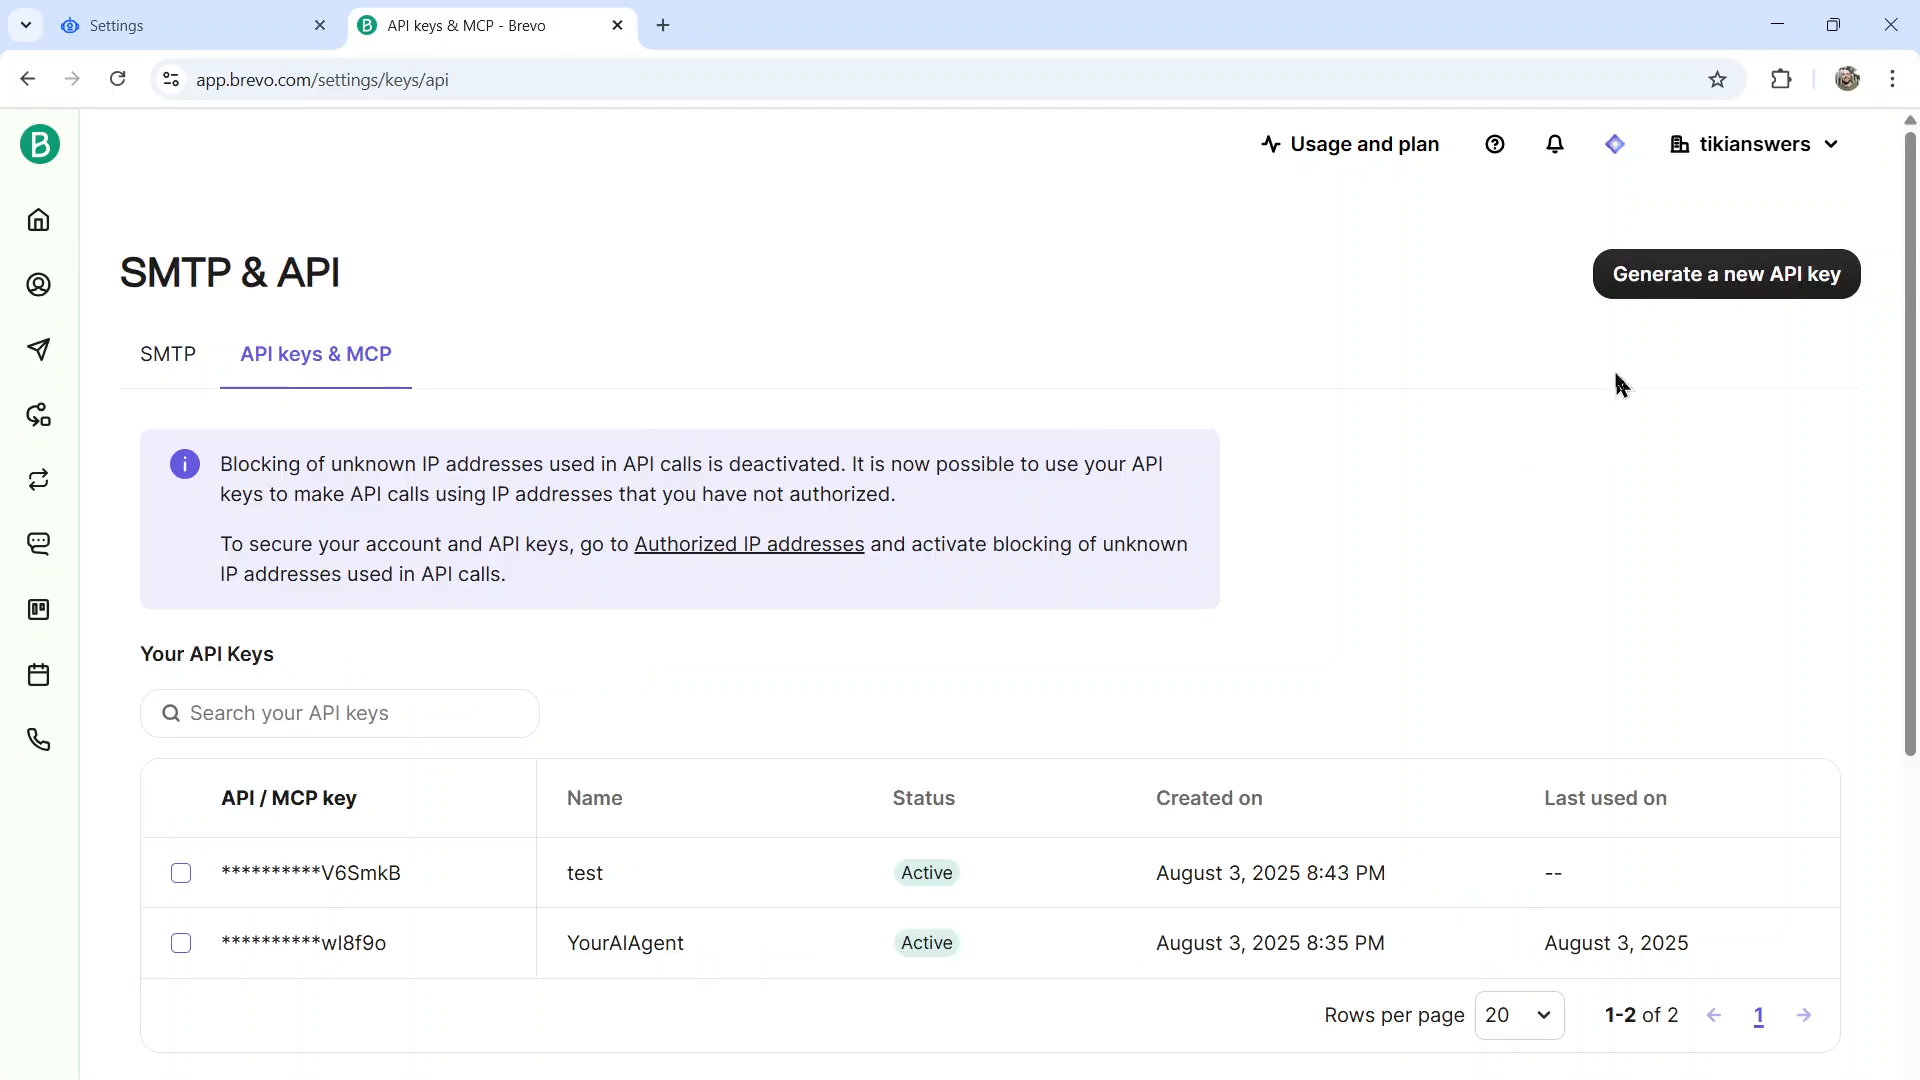 Settings
API keys & MCP - Brevo
app.brevo.com/settings/keys/api
B
Usage and plan
tikianswers
SMTP & API
Generate a new API key
SMTP
API keys & MCP
Blocking of unknown IP addresses used in API calls is deactivated. It is now possible to use your API
keys to make API calls using IP addresses that you have not authorized.
To secure your account and API keys, go to Authorized IP addresses and activate blocking of unknown
IP addresses used in API calls.
Your API Keys
Search your API keys
API / MCP key Name Status Created on Last used on
**********V6SmkB test Active August 3, 2025 8:43 PM --
**********wI8f9o YourAIAgent Active August 3, 2025 8:35 PM August 3, 2025
Rows per page 20 1-2 of 2 1